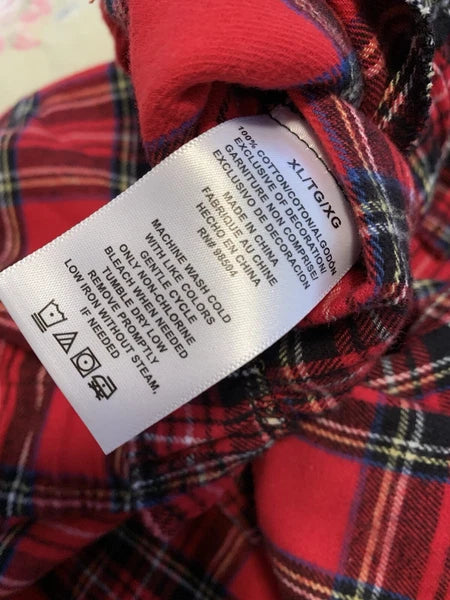 XL/TG/XG
100% COTTON/COTON/ALGODÓN
EXCLUSIVE OF DECORATION/
GARNITURE NON COMPRISE/
EXCLUSIVO DE DECORACIÓN
MADE IN CHINA
FABRIQUÉ AU CHINE
HECHO EN CHINA
RN# 98504
MACHINE WASH COLD
WITH LIKE COLORS
GENTLE CYCLE
ONLY NON-CHLORINE
BLEACH WHEN NEEDED
TUMBLE DRY LOW
REMOVE PROMPTLY
LOW IRON WITHOUT STEAM,
IF NEEDED